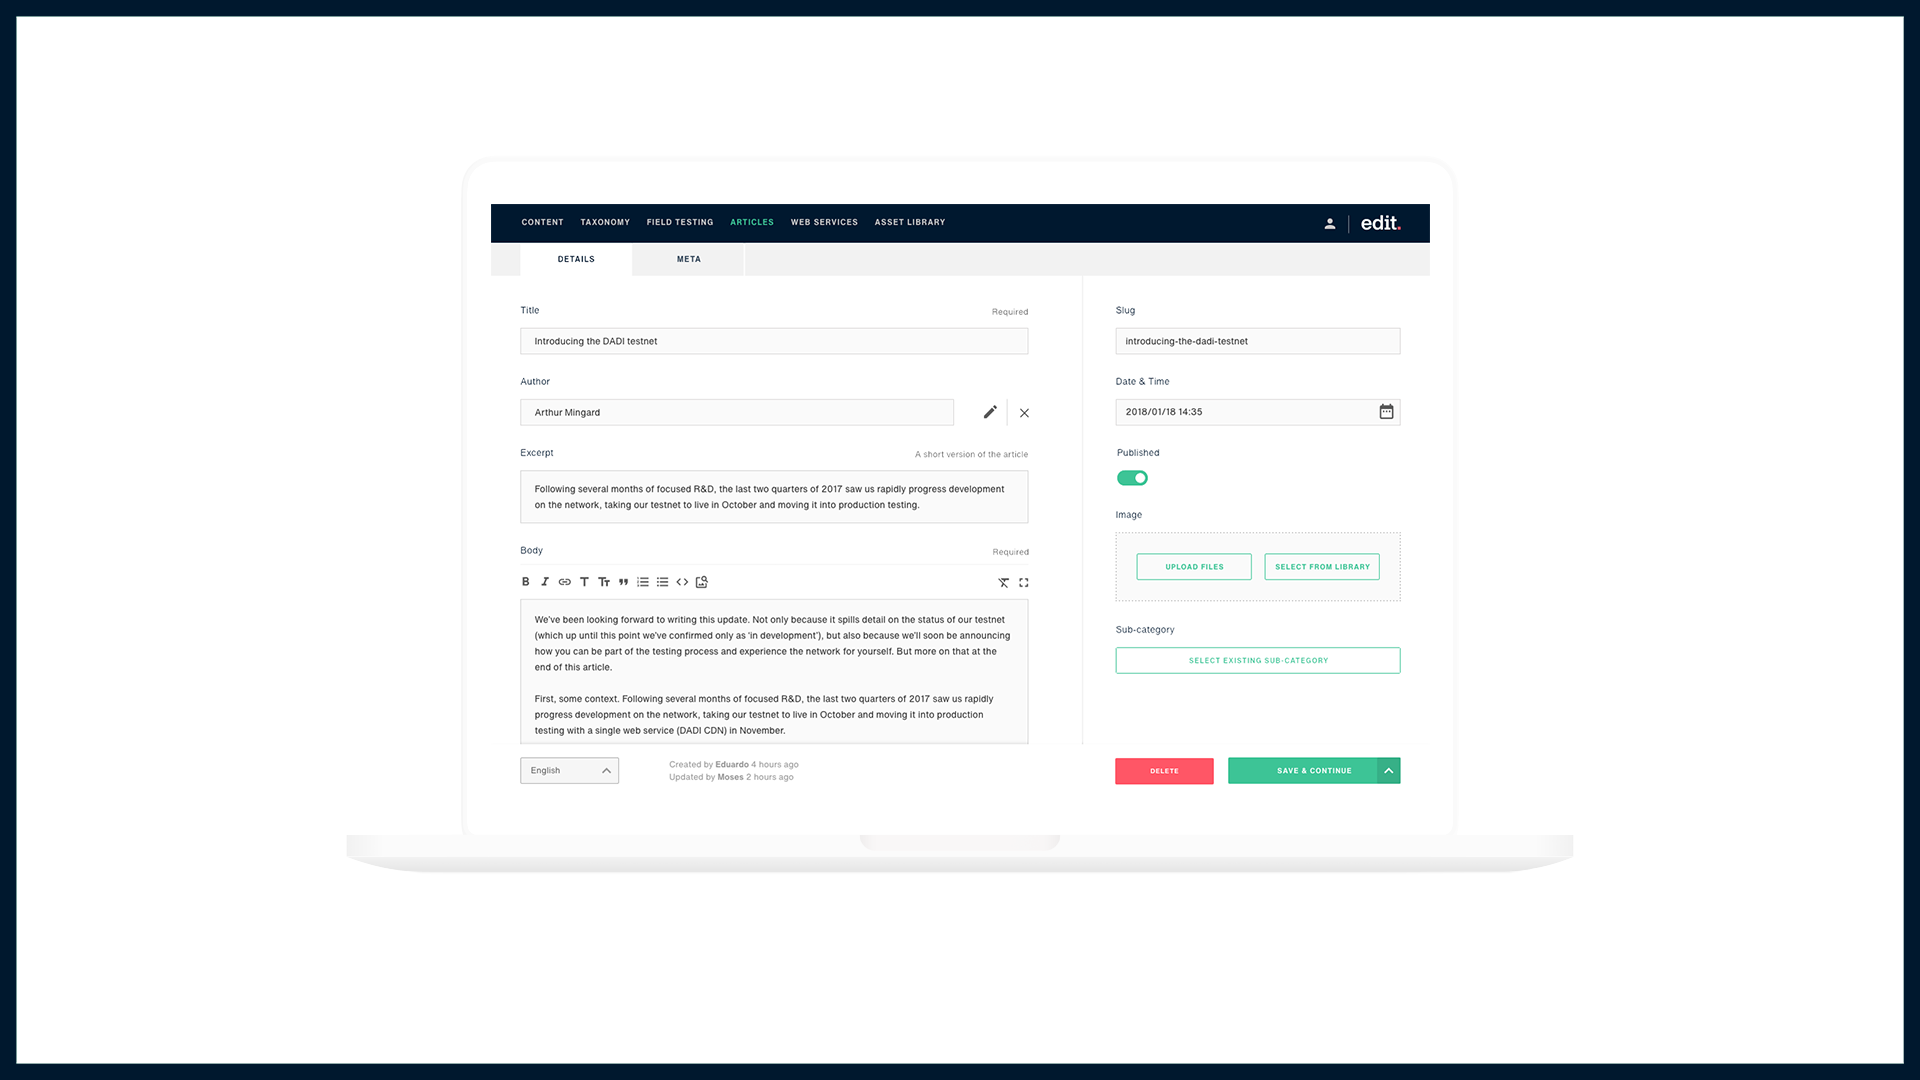 CONTENT TAXONOMY FIELD TESTING ARTICLES WEB SERVICES ASSET LIBRARY edit.
DETAILS META
Title Required
Introducing the DADI testnet
Author
Arthur Mingard
Excerpt A short version of the article
Following several months of focused R&D, the last two quarters of 2017 saw us rapidly progress development
on the network, taking our testnet to live in October and moving it into production testing.
Body Required
We've been looking forward to writing this update. Not only because it spills detail on the status of our testnet
(which up until this point we've confirmed only as 'in development'), but also because we'll soon be announcing
how you can be part of the testing process and experience the network for yourself. But more on that at the
end of this article.
First, some context. Following several months of focused R&D, the last two quarters of 2017 saw us rapidly
progress development on the network, taking our testnet to live in October and moving it into production
testing with a single web service (DADI CDN) in November.
English
Created by Eduardo 4 hours ago
Updated by Moses 2 hours ago
Slug
introducing-the-dadi-testnet
Date & Time
2018/01/18 14:35
Published
Image
UPLOAD FILES SELECT FROM LIBRARY
Sub-category
SELECT EXISTING SUB-CATEGORY
DELETE SAVE & CONTINUE